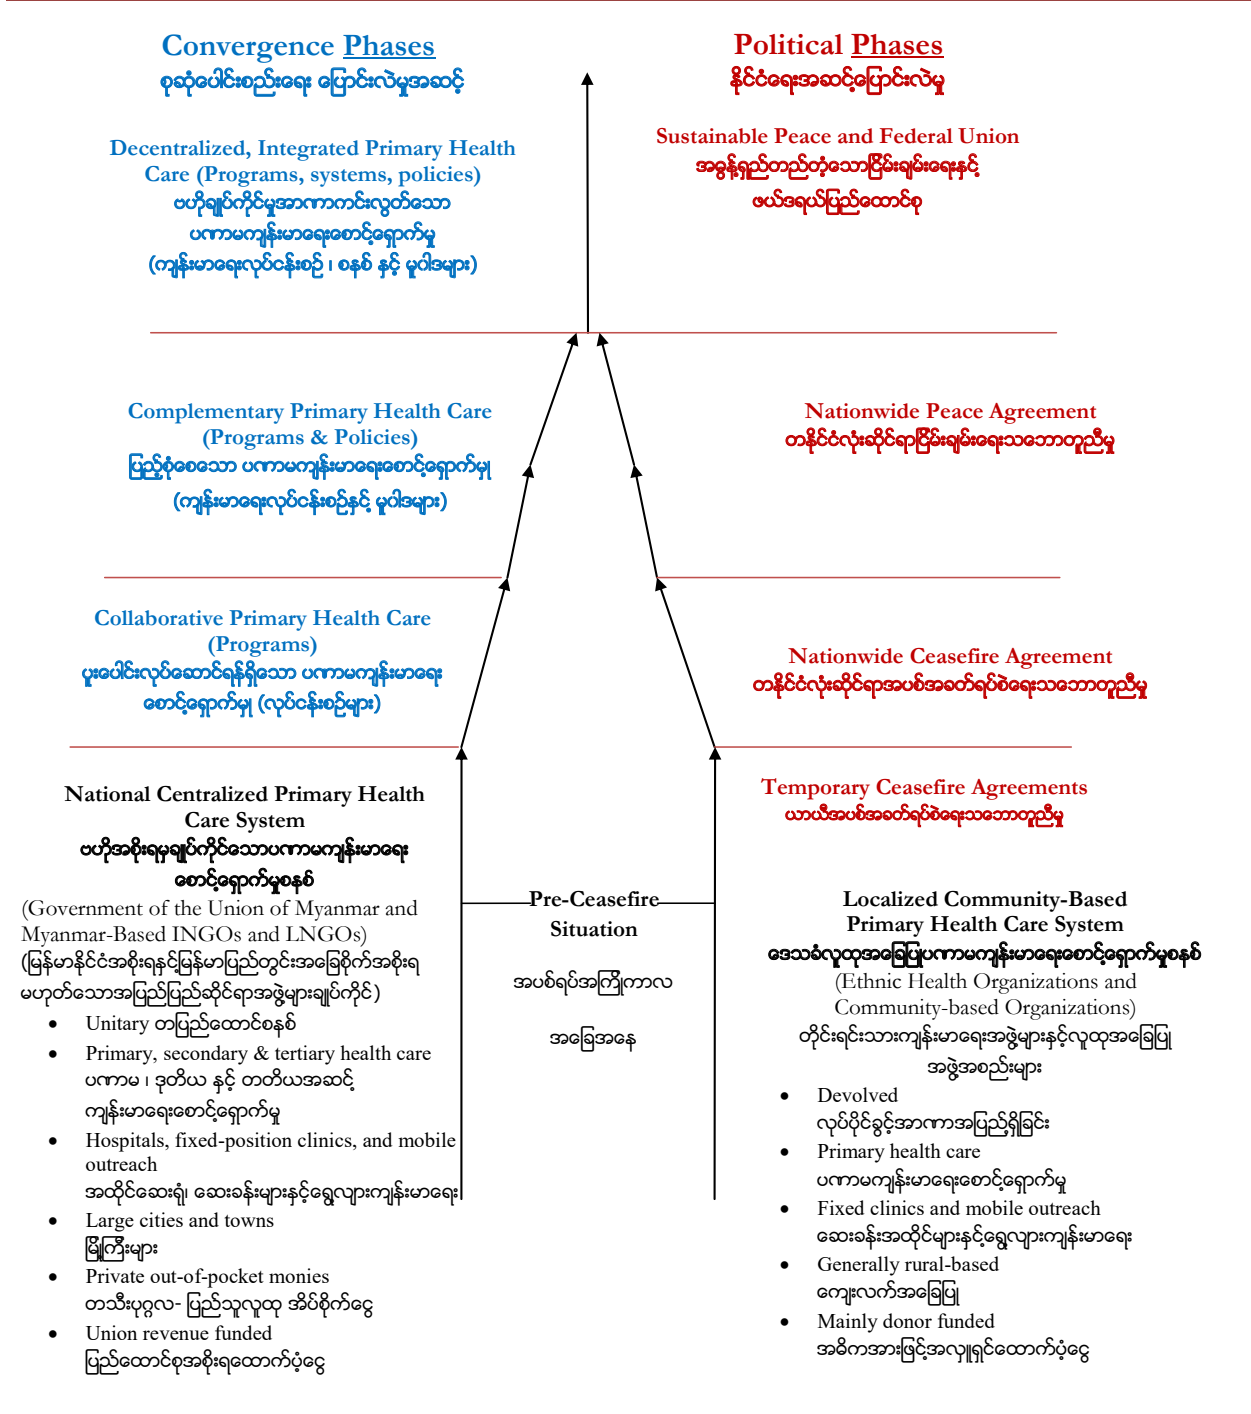 Convergence Phases
စုဆုံပေါင်းစည်းရေး ပြောင်းလဲမှုအဆင့်
Decentralized, Integrated Primary Health
Care (Programs, systems, policies)
ဗဟိုချုပ်ကိုင်မှုအာဏာကင်းလွတ်သော
ပဏာမကျန်းမာရေးစောင့်ရှောက်မှု
(ကျန်းမာရေးလုပ်ငန်းစဉ် ၊ စနစ် နှင့် မူဂါဒများ)
Political Phases
နိုင်ငံရေးအဆင့်ပြောင်းလဲမှု
Sustainable Peace and Federal Union
အဓွန့်ရှည်တည်တံ့သောငြိမ်းချမ်းရေးနှင့်
ဖယ်ဒရယ်ပြည်ထောင်စု
Complementary Primary Health Care
(Programs & Policies)
ပြည့်စုံစေသော ပဏာမကျန်းမာရေးစောင့်ရှောက်မှု
(ကျန်းမာရေးလုပ်ငန်းစဉ်နှင့် မူဂါဒများ)
Nationwide Peace Agreement
တနိုင်ငံလုံးဆိုင်ရာငြိမ်းချမ်းရေးသဘောတူညီမှု
Collaborative Primary Health Care
(Programs)
ပူးပေါင်းလုပ်ဆောင်ရန်ရှိသော ပဏာမကျန်းမာရေး
စောင့်ရှောက်မှု (လုပ်ငန်းစဉ်များ)
Nationwide Ceasefire Agreement
တနိုင်ငံလုံးဆိုင်ရာအပစ်အခတ်ရပ်စဲရေးသဘောတူညီမှု
National Centralized Primary Health
Care System
ဗဟိုအစိုးရမှချုပ်ကိုင်သောပဏာမကျန်းမာရေး
စောင့်ရှောက်မှုစနစ်
(Government of the Union of Myanmar and
Myanmar-Based INGOs and LNGOs)
(မြန်မာနိုင်ငံအစိုးရနှင့်မြန်မာပြည်တွင်းအခြေစိုက်အစိုးရ
မဟုတ်သောအပြည်ပြည်ဆိုင်ရာအဖွဲ့များချုပ်ကိုင်)
• Unitary တပြည်ထောင်စနစ်
• Primary, secondary & tertiary health care
ပဏာမ ၊ ဒုတိယ နှင့် တတိယအဆင့်
ကျန်းမာရေးစောင့်ရှောက်မှု
• Hospitals, fixed-position clinics, and mobile
outreach
အထိုင်ဆေးရုံ၊ ဆေးခန်းများနှင့်ရွေ့လျားကျန်းမာရေး
• Large cities and towns
မြို့ကြီးများ
• Private out-of-pocket monies
တသီးပုဂ္ဂလ- ပြည်သူလူထု အိပ်စိုက်ငွေ
• Union revenue funded
ပြည်ထောင်စုအစိုးရထောက်ပံ့ငွေ
Pre-Ceasefire
Situation
အပစ်ရပ်အကြိုကာလ
အခြေအနေ
Temporary Ceasefire Agreements
ယာယီအပစ်အခတ်ရပ်စဲရေးသဘောတူညီမှု
Localized Community-Based
Primary Health Care System
ဒေသခံလူထုအခြေပြုပဏာမကျန်းမာရေးစောင့်ရှောက်မှုစနစ်
(Ethnic Health Organizations and
Community-based Organizations)
တိုင်းရင်းသားကျန်းမာရေးအဖွဲ့များနှင့်လူထုအခြေပြု
အဖွဲ့အစည်းများ
• Devolved
လုပ်ပိုင်ခွင့်အာဏာအပြည့်ရှိခြင်း
• Primary health care
ပဏာမကျန်းမာရေးစောင့်ရှောက်မှု
• Fixed clinics and mobile outreach
ဆေးခန်းအထိုင်များနှင့်ရွေ့လျားကျန်းမာရေး
• Generally rural-based
ကျေးလက်အခြေပြု
• Mainly donor funded
အဓိကအားဖြင့်အလှူရှင်ထောက်ပံ့ငွေ